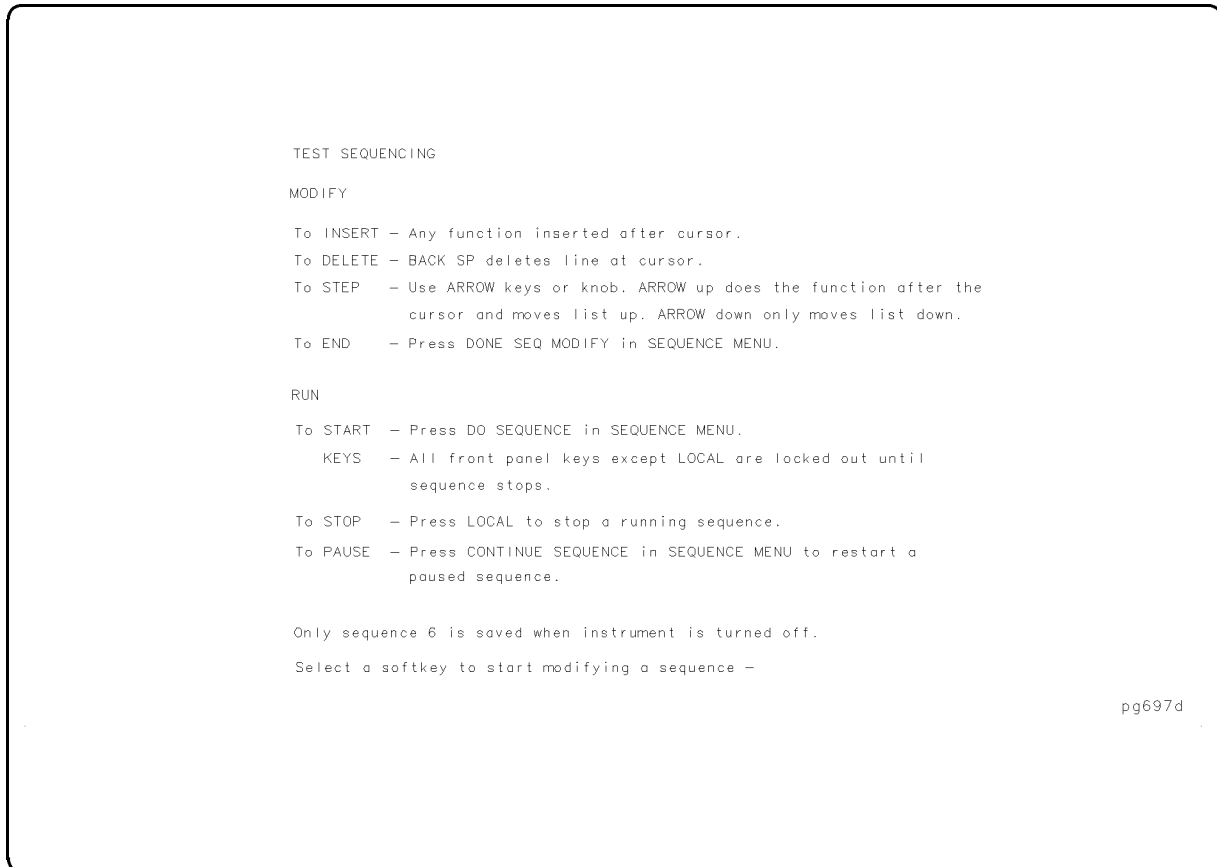 TEST SEQUENCING
MODIFY
To INSERT – Any function inserted after cursor.
To DELETE – BACK SP deletes line at cursor.
To STEP – Use ARROW keys or knob. ARROW up does the function after the
cursor and moves list up. ARROW down only moves list down.
To END – Press DONE SEQ MODIFY in SEQUENCE MENU.
RUN
To START – Press DO SEQUENCE in SEQUENCE MENU.
KEYS – All front panel keys except LOCAL are locked out until
sequence stops.
To STOP – Press LOCAL to stop a running sequence.
To PAUSE – Press CONTINUE SEQUENCE in SEQUENCE MENU to restart a
paused sequence.
Only sequence 6 is saved when instrument is turned off.
Select a softkey to start modifying a sequence –
pg697d